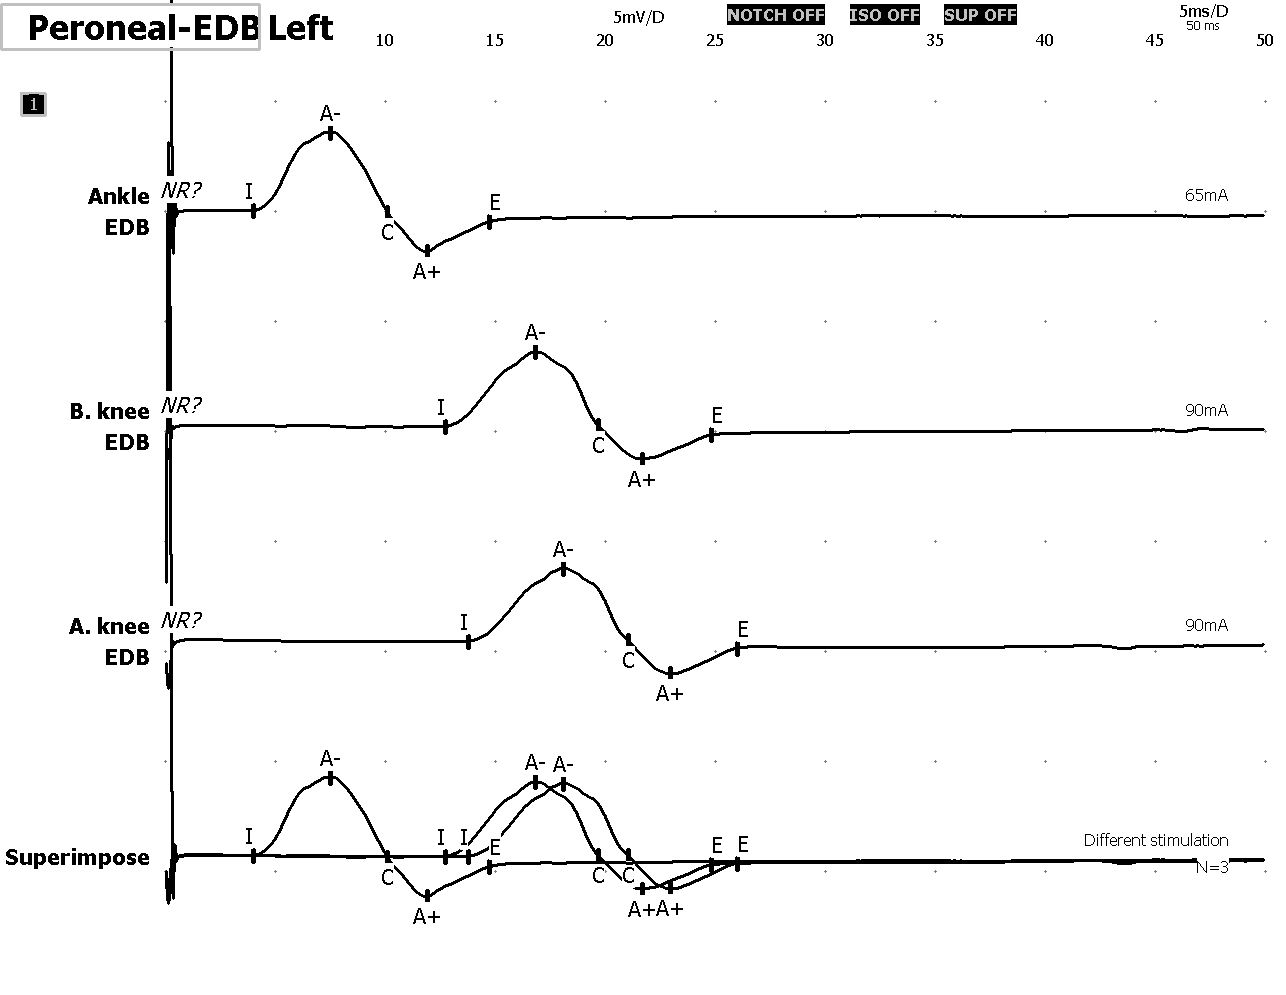 Peroneal-EDB Left 5mV/D NOTCH OFF ISO OFF SUP OFF 5ms/D
50 ms
10 15 20 25 30 35 40 45 50
1
A-
Ankle NR? I E 65mA
EDB C
A+
A-
B. knee NR? I E 90mA
EDB C
A+
A-
A. knee NR? I E 90mA
EDB C
A+
A- A- A-
I I I E E E Different stimulation
Superimpose N=3
C C C
A+ A+ A+